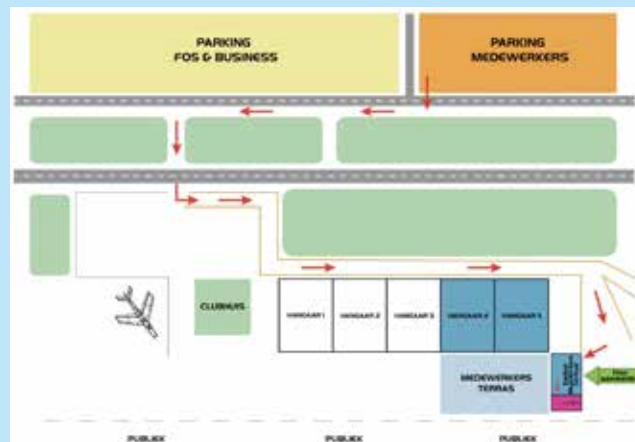 PARKING
FOS & BUSINESS
PARKING
MEDEWERKERS
CLUBHUIS
HANGAAR 1
HANGAAR 2
HANGAAR 3
HANGAAR 4
HANGAAR 5
MEDEWERKERS
TERRAS
PUBLIEK
PUBLIEK
PUBLIEK